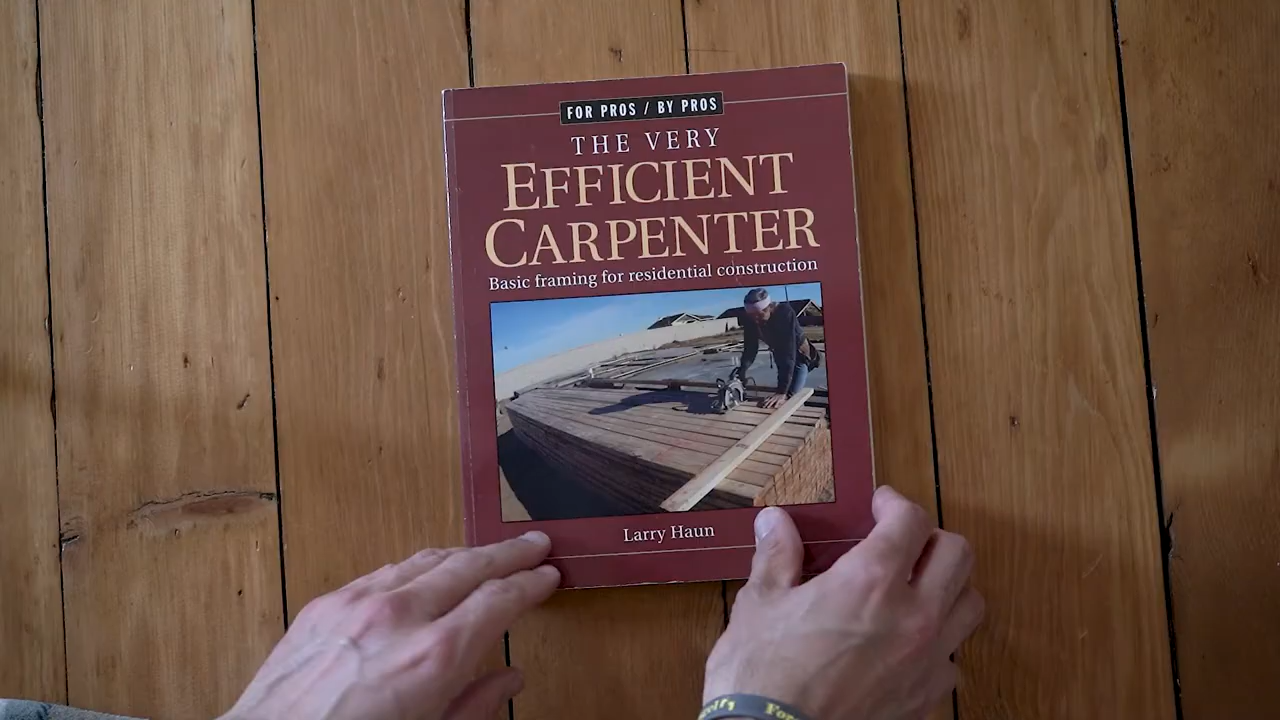 FOR PROS / BY PROS
THE VERY
EFFICIENT
CARPENTER
Basic framing for residential construction
Larry Haun